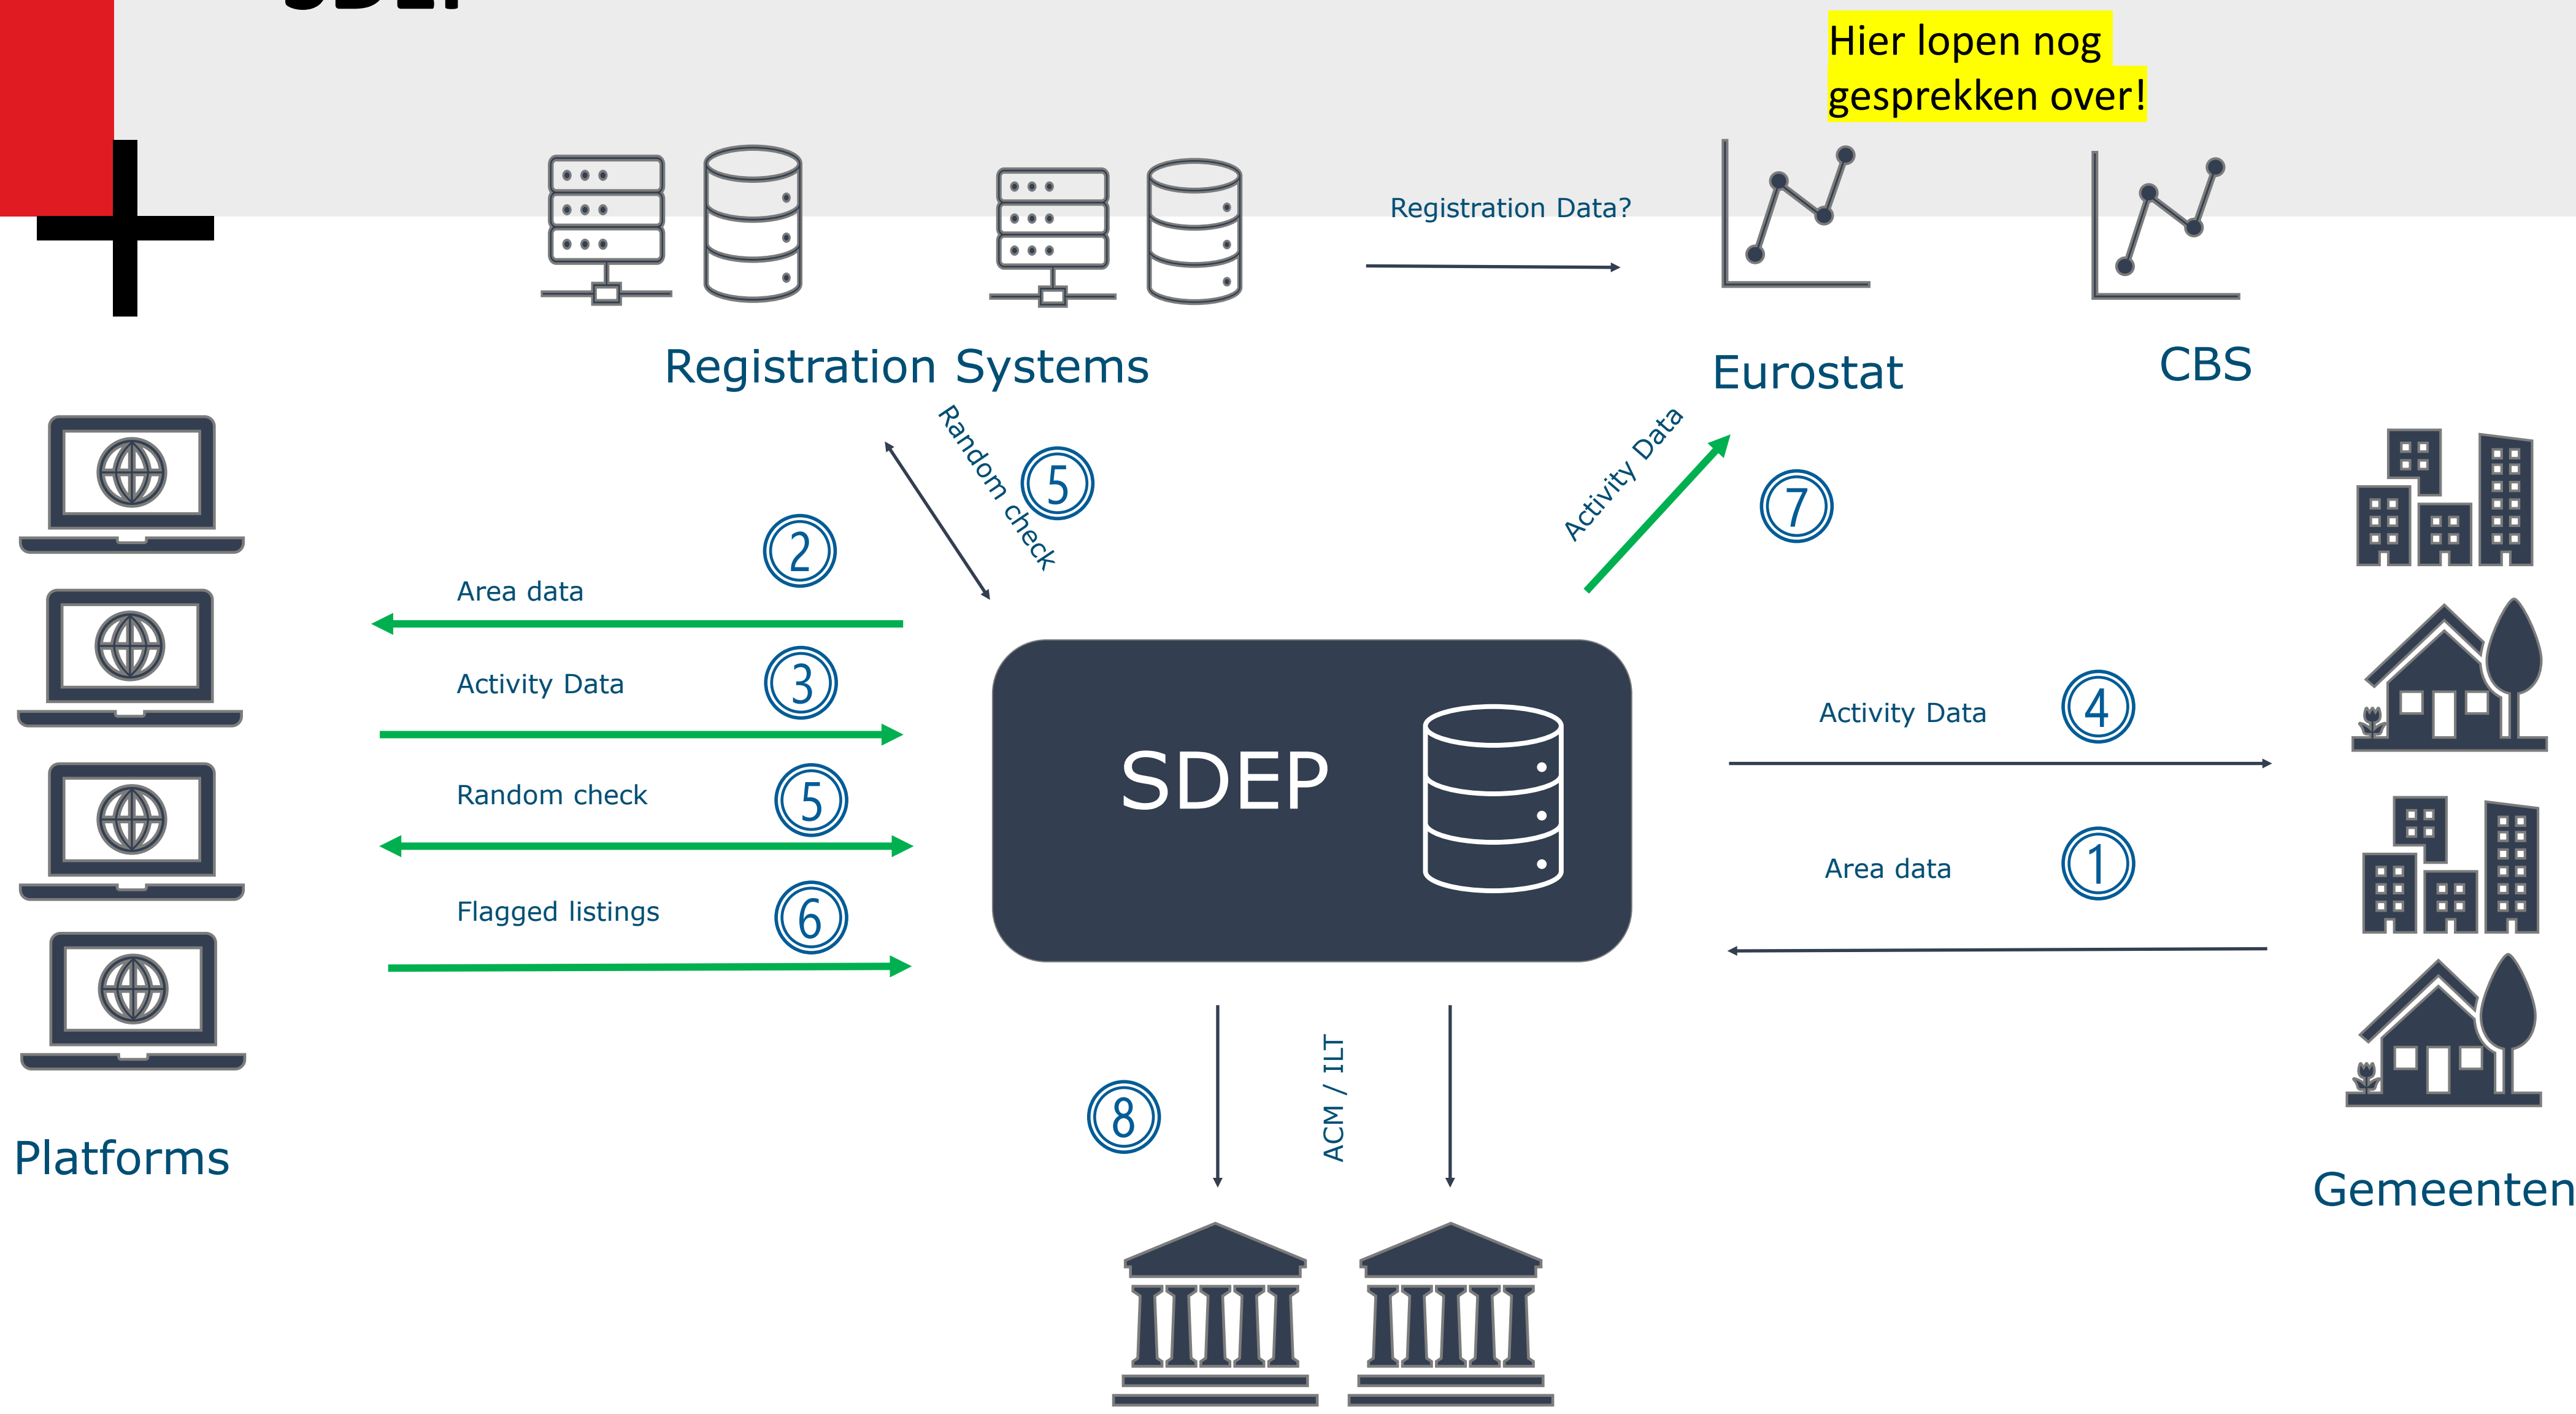 SDEP
Hier lopen nog
gesprekken over!
Registration Data?
Registration Systems
Eurostat
CBS
Random check
5
Activity Data
7
2
Area data
3
Activity Data
5
Random check
6
Flagged listings
SDEP
Activity Data
4
Area data
1
8
ACM / ILT
Platforms
Gemeenten